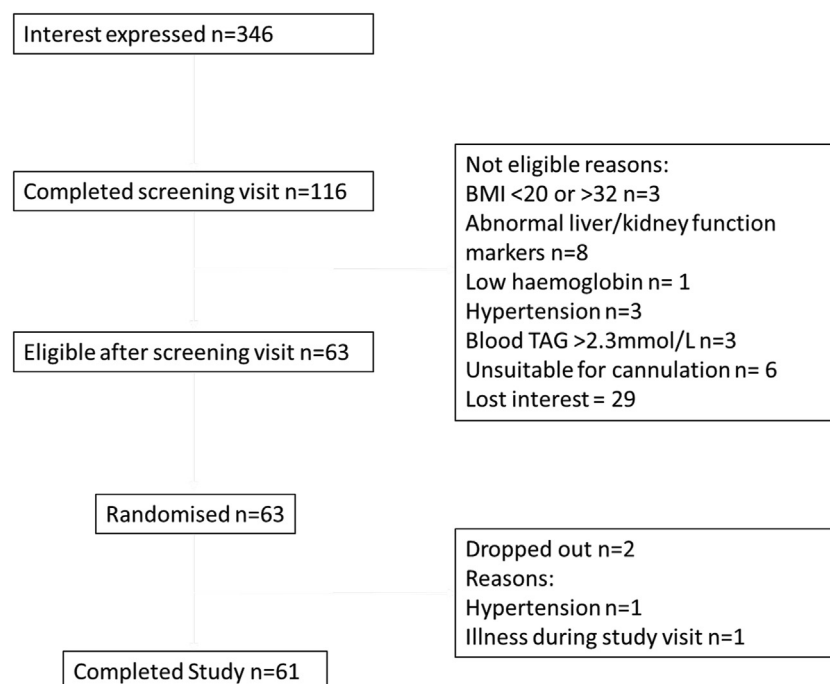 Interest expressed n=346
Completed screening visit n=116
Not eligible reasons:
BMI <20 or >32 n=3
Abnormal liver/kidney function
markers n=8
Low haemoglobin n= 1
Hypertension n=3
Blood TAG >2.3mmol/L n=3
Unsuitable for cannulation n= 6
Lost interest = 29
Eligible after screening visit n=63
Randomised n=63
Dropped out n=2
Reasons:
Hypertension n=1
Illness during study visit n=1
Completed Study n=61